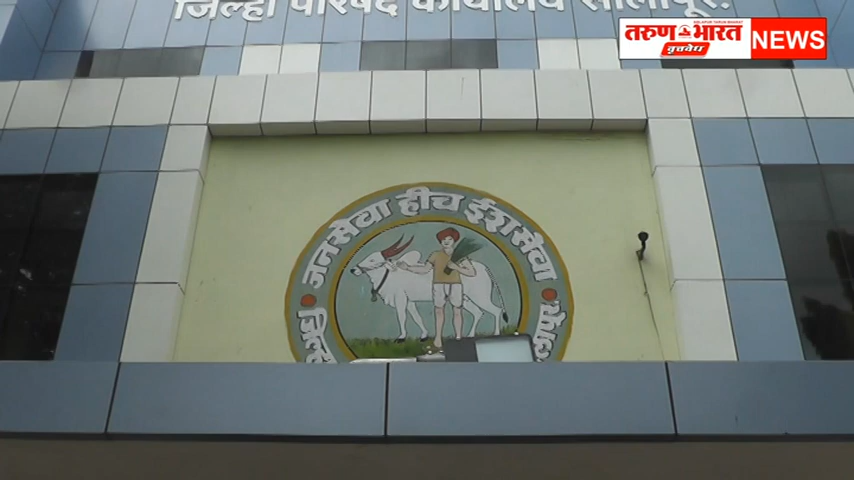 जिल्हा परिषद कार्यालय सोलापूर.
तरुण भारत
NEWS
जनसेवा हीच ईशसेवा